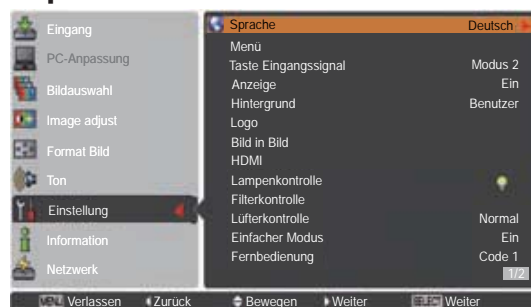 Eingang
PC-Anpassung
Bildauswahl
Image adjust
Format Bild
Ton
Einstellung
Information
Netzwerk
Sprache Deutsch
Menü
Taste Eingangssignal Modus 2
Anzeige Ein
Hintergrund Benutzer
Logo
Bild in Bild
HDMI
Lampenkontrolle
Filterkontrolle
Lüfterkontrolle Normal
Einfacher Modus Ein
Fernbedienung Code 1
1/2
MENU Verlassen Zurück Bewegen Weiter SELECT Weiter